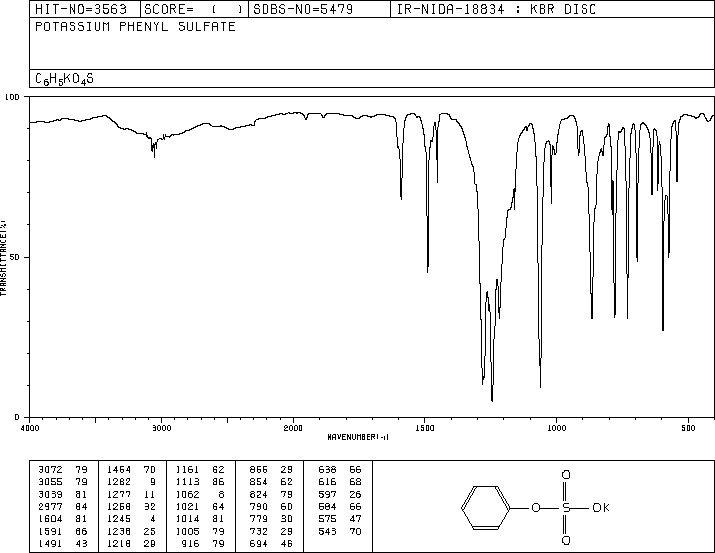 HIT-NO=3563 SCORE= ( ) SDBS-NO=5479 IR-NIDA-18834 : KBR DISC
POTASSIUM PHENYL SULFATE
C6H5KO4S
100
50
0
TRANSMITTANCE(%)
4000 3000 2000 1500 1000 500
WAVENUMBER(-1)
3072 79 1464 70 1161 62 866 29 638 66
3055 79 1282 9 1113 86 854 62 616 68
3039 81 1277 11 1062 8 824 79 597 26
2977 84 1258 32 1021 64 790 60 584 66
1604 81 1245 4 1014 81 779 30 575 47
1591 66 1238 25 1005 79 732 29 543 70
1491 43 1218 29 916 79 694 46
O
O S OK
O